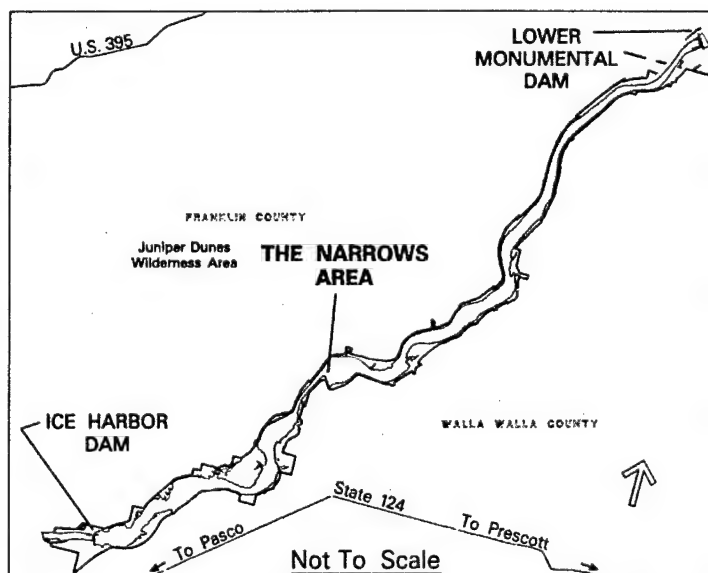 U.S. 395
LOWER
MONUMENTAL
DAM
FRANKLIN COUNTY
Juniper Dunes
Wilderness Area
THE NARROWS
AREA
ICE HARBOR
DAM
WALLA WALLA COUNTY
State 124
To Pasco
To Prescott
Not To Scale